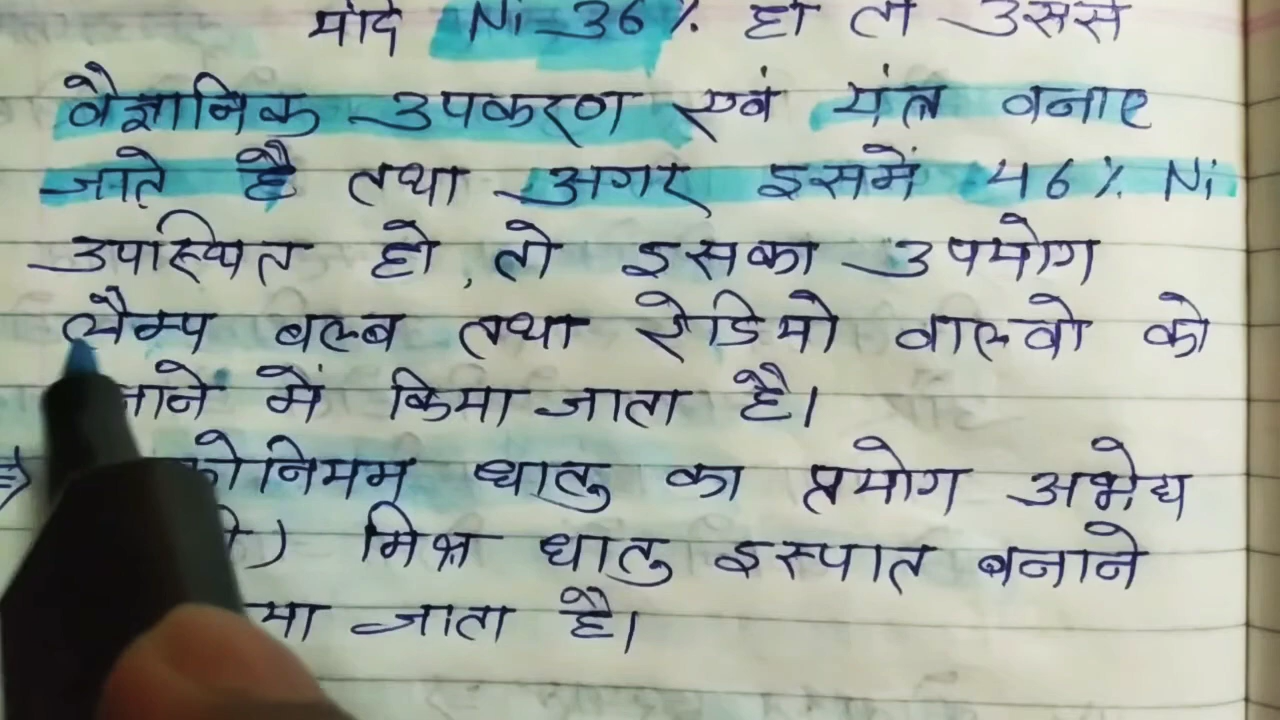 यदि Ni-36% हो तो उससे
वैज्ञानिक उपकरण एवं यंत्र बनाए
जाते है तथा अगर इसमें 46% Ni
उपस्थित हो, तो इसका उपयोग
लैम्प बल्ब तथा रेडियो वाल्वो को
नाने में किया जाता है।
⇒ कोनियम धातु का प्रयोग अभेद्य
मिश्र धातु इस्पात बनाने
या जाता है।